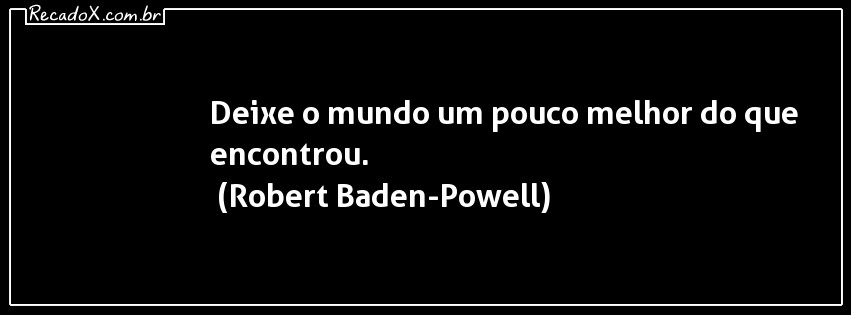 RecadoX.com.br
Deixe o mundo um pouco melhor do que
encontrou.
(Robert Baden-Powell)